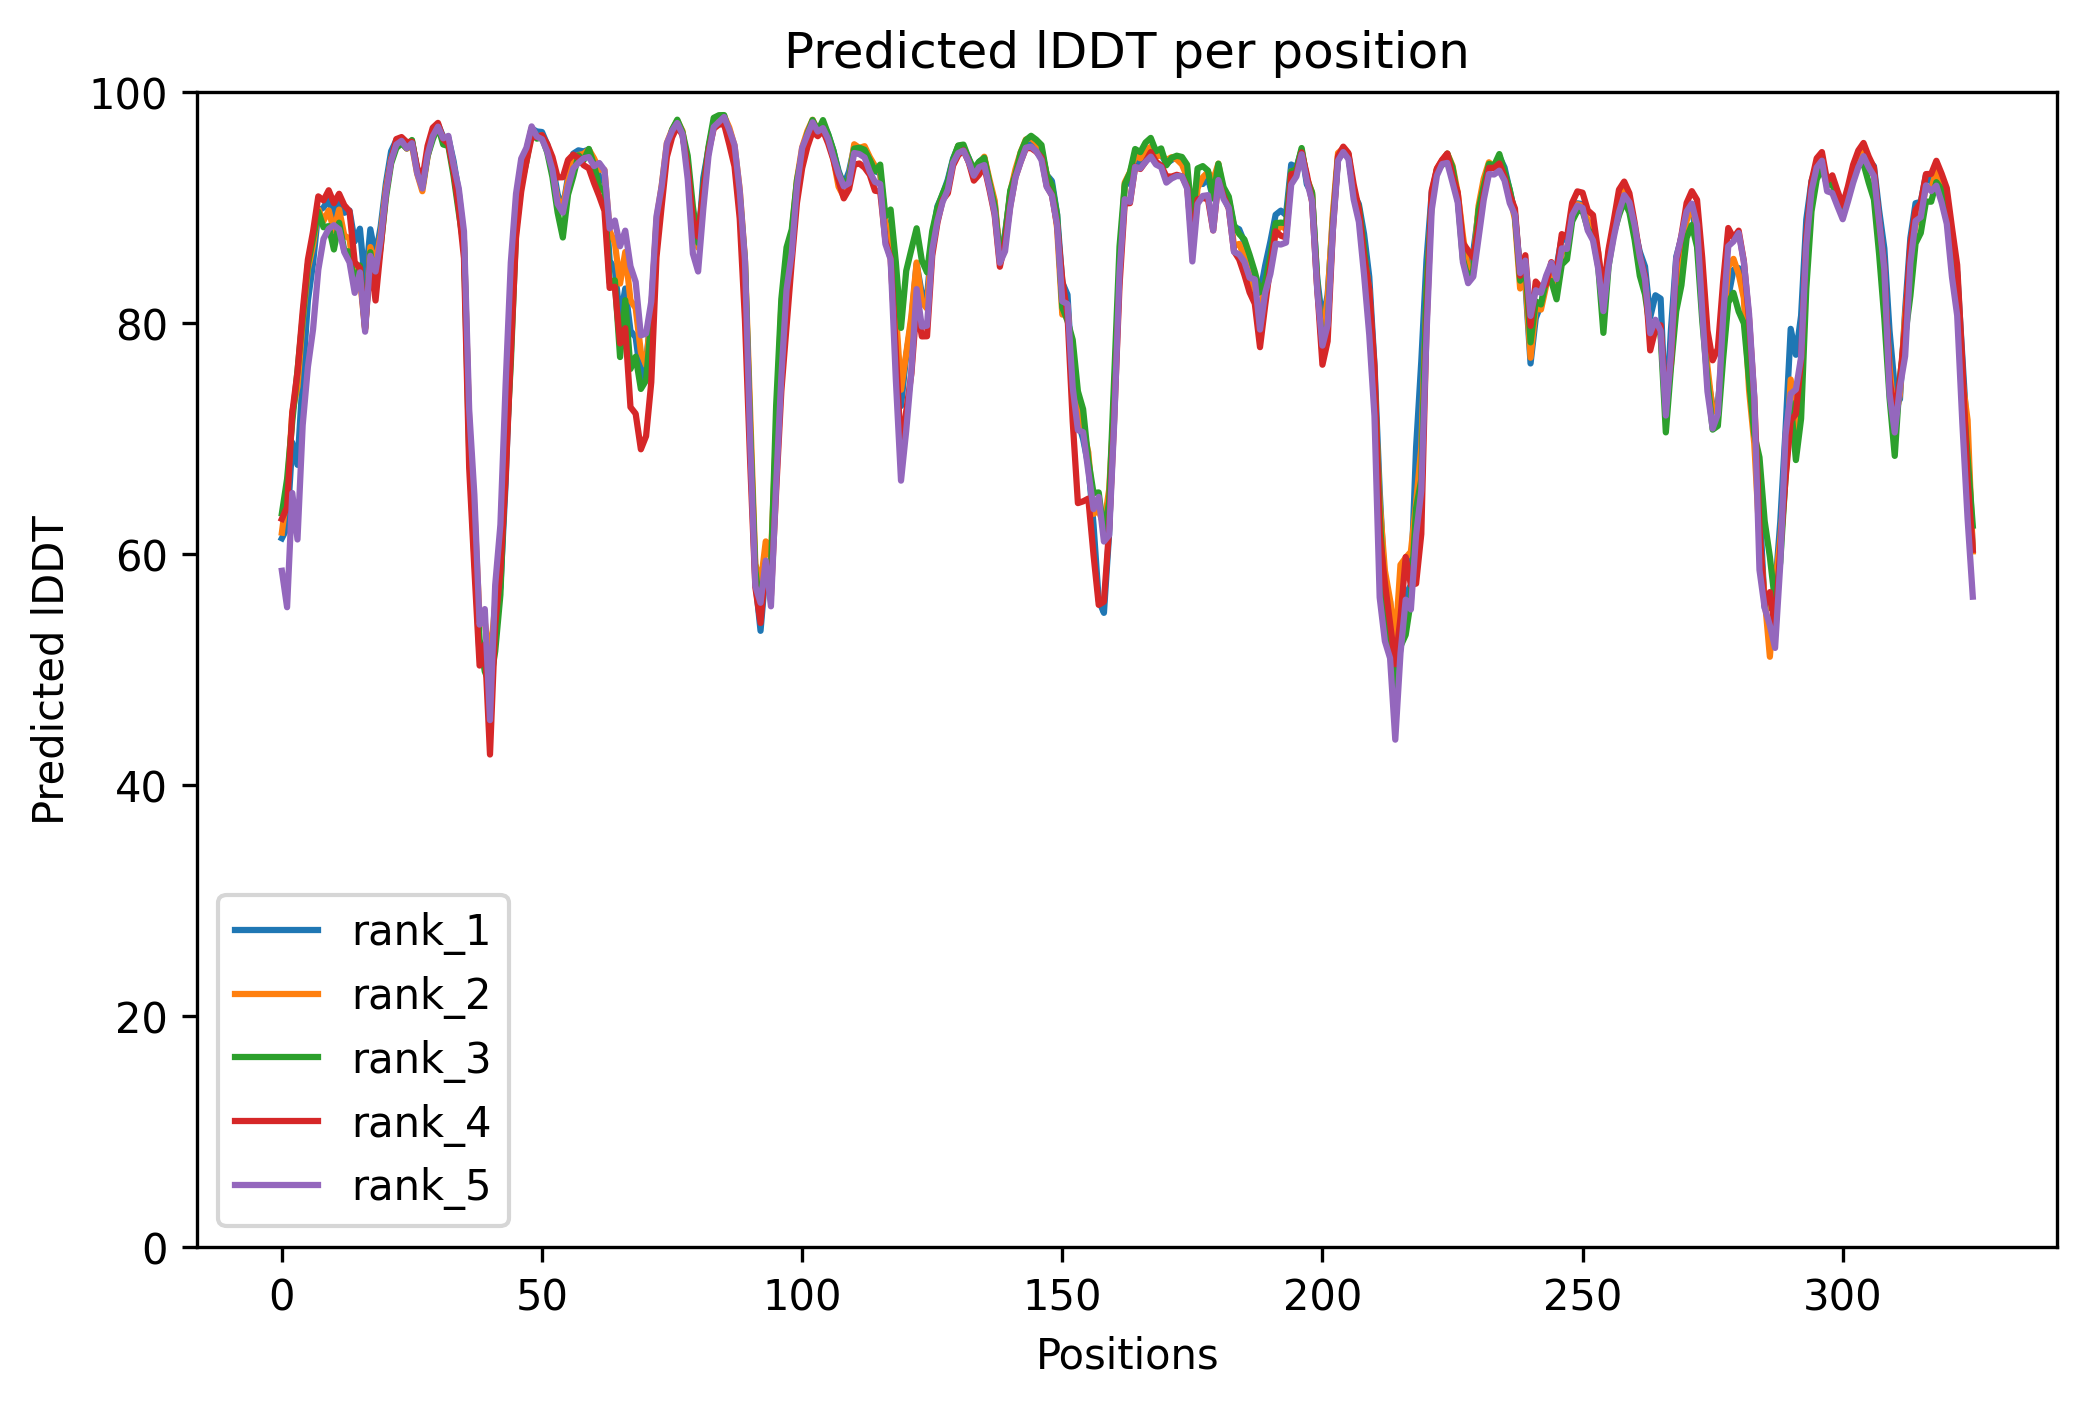 Predicted lDDT per position
100
80
60
40
20
0
Predicted lDDT
rank_1
rank_2
rank_3
rank_4
rank_5
0 50 100 150 200 250 300
Positions